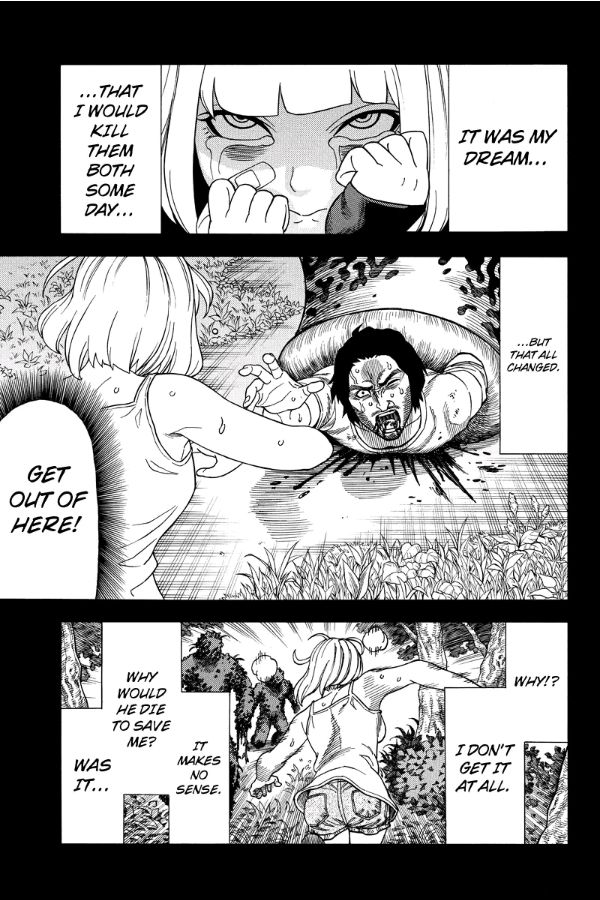 IT WAS MY
DREAM...
...THAT
I WOULD
KILL
THEM
BOTH
SOME
DAY...
...BUT
THAT ALL
CHANGED.
GET
OUT OF
HERE!
WHY!?
I DON'T
GET IT
AT ALL.
IT
MAKES
NO
SENSE.
WHY
WOULD
HE DIE
TO SAVE
ME?
WAS
IT...